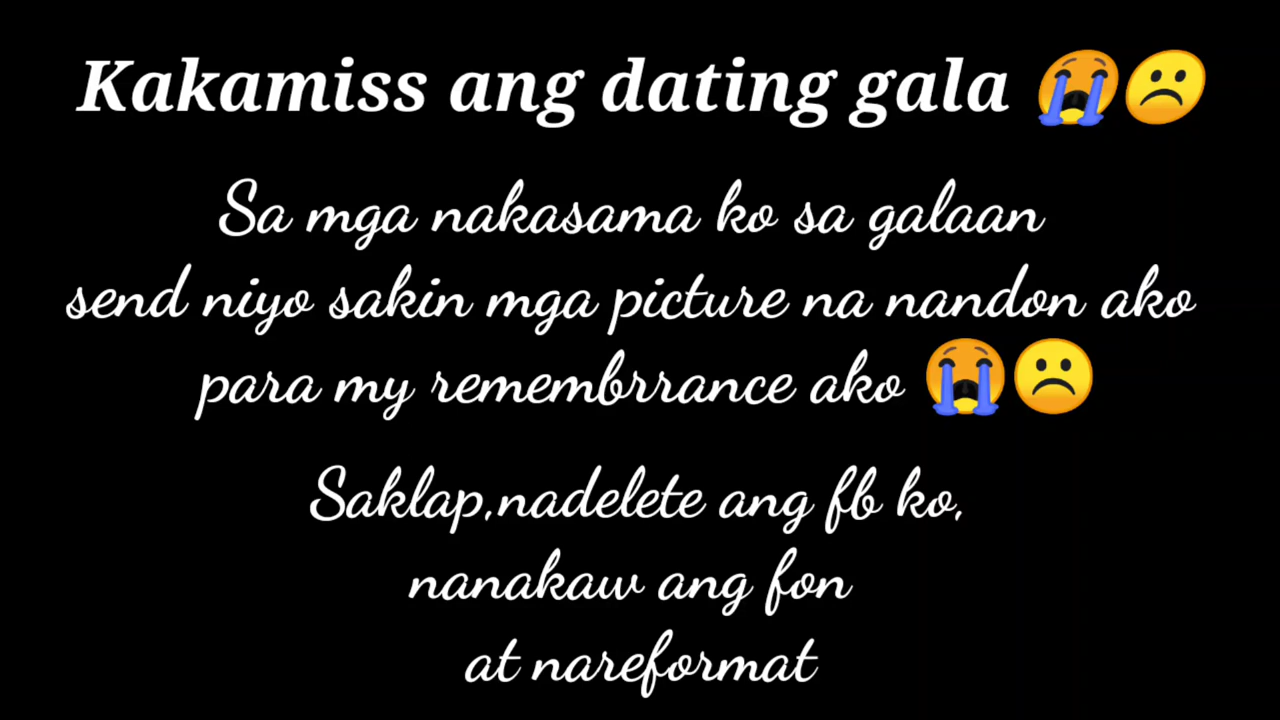 Kakamiss ang dating gala 😭☹️
Sa mga nakasama ko sa galaan
send niyo sakin mga picture na nandon ako
para my remembrrance ako 😭☹️
Saklap,nadelete ang fb ko,
nanakaw ang fon
at nareformat